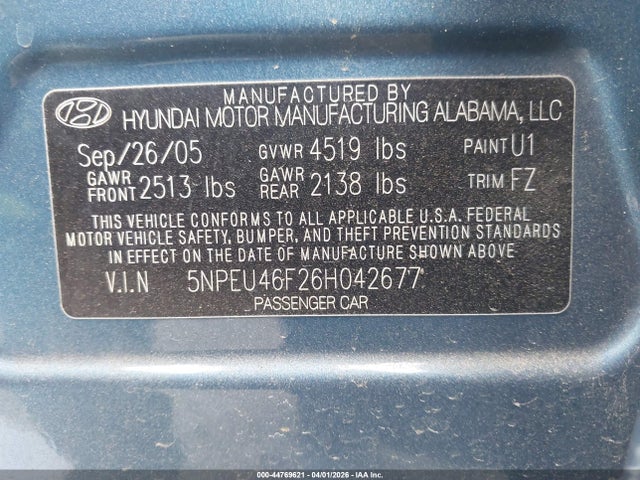 MANUFACTURED BY
HYUNDAI MOTOR MANUFACTURING ALABAMA, LLC
Sep/26/05 GVWR 4519 lbs PAINT U1
GAWR FRONT 2513 lbs GAWR REAR 2138 lbs TRIM FZ
THIS VEHICLE CONFORMS TO ALL APPLICABLE U.S.A. FEDERAL
MOTOR VEHICLE SAFETY, BUMPER, AND THEFT PREVENTION STANDARDS
IN EFFECT ON THE DATE OF MANUFACTURE SHOWN ABOVE
V.I.N 5NPEU46F26H042677
PASSENGER CAR
000-44769621 - 04/01/2026 - IAA Inc.